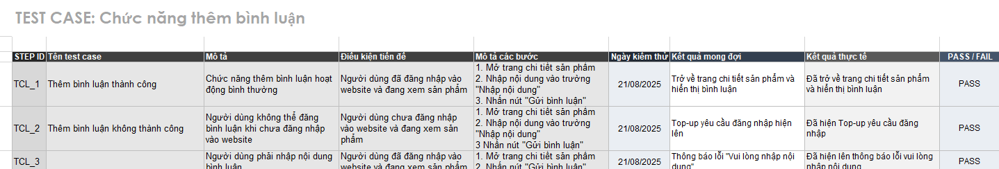 TEST CASE: Chức năng thêm bình luận
STEP ID Tên test case Mô tả Điều kiện tiền đề Mô tả các bước Ngày kiểm thử Kết quả mong đợi Kết quả thực tế PASS / FAIL
TCL_1
Thêm bình luận thành công
Chức năng thêm bình luận hoạt
động bình thường
Người dùng đã đăng nhập vào
website và đang xem sản phẩm
1. Mở trang chi tiết sản phẩm
2. Nhập nội dung vào trường
"Nhập nội dung"
3. Nhấn nút "Gửi bình luận"
21/08/2025
Trở về trang chi tiết sản phẩm và
hiển thị bình luận
Đã trở về trang chi tiết sản phẩm
và hiển thị bình luận
PASS
TCL_2
Thêm bình luận không thành công
Người dùng không thể đăng
bình luận khi chưa đăng nhập
vào website
Người dùng chưa đăng nhập
vào website và đang xem sản
phẩm
1. Mở trang chi tiết sản phẩm
2. Nhập nội dung vào trường
"Nhập nội dung"
3 Nhấn nút "Gửi bình luận"
21/08/2025
Top-up yêu cầu đăng nhập hiện
lên
Đã hiện Top-up yêu cầu đăng
nhập
PASS
TCL_3
Người dùng phải nhập nội dung
bình luận
Người dùng đã đăng nhập vào
website và đang xem sản phẩm
1. Mở trang chi tiết sản phẩm
2. Nhập nội dung vào trường
21/08/2025
Thông báo lỗi "Vui lòng nhập nội
dung"
Đã hiện lên thông báo lỗi vui lòng
nhập nội dung
PASS